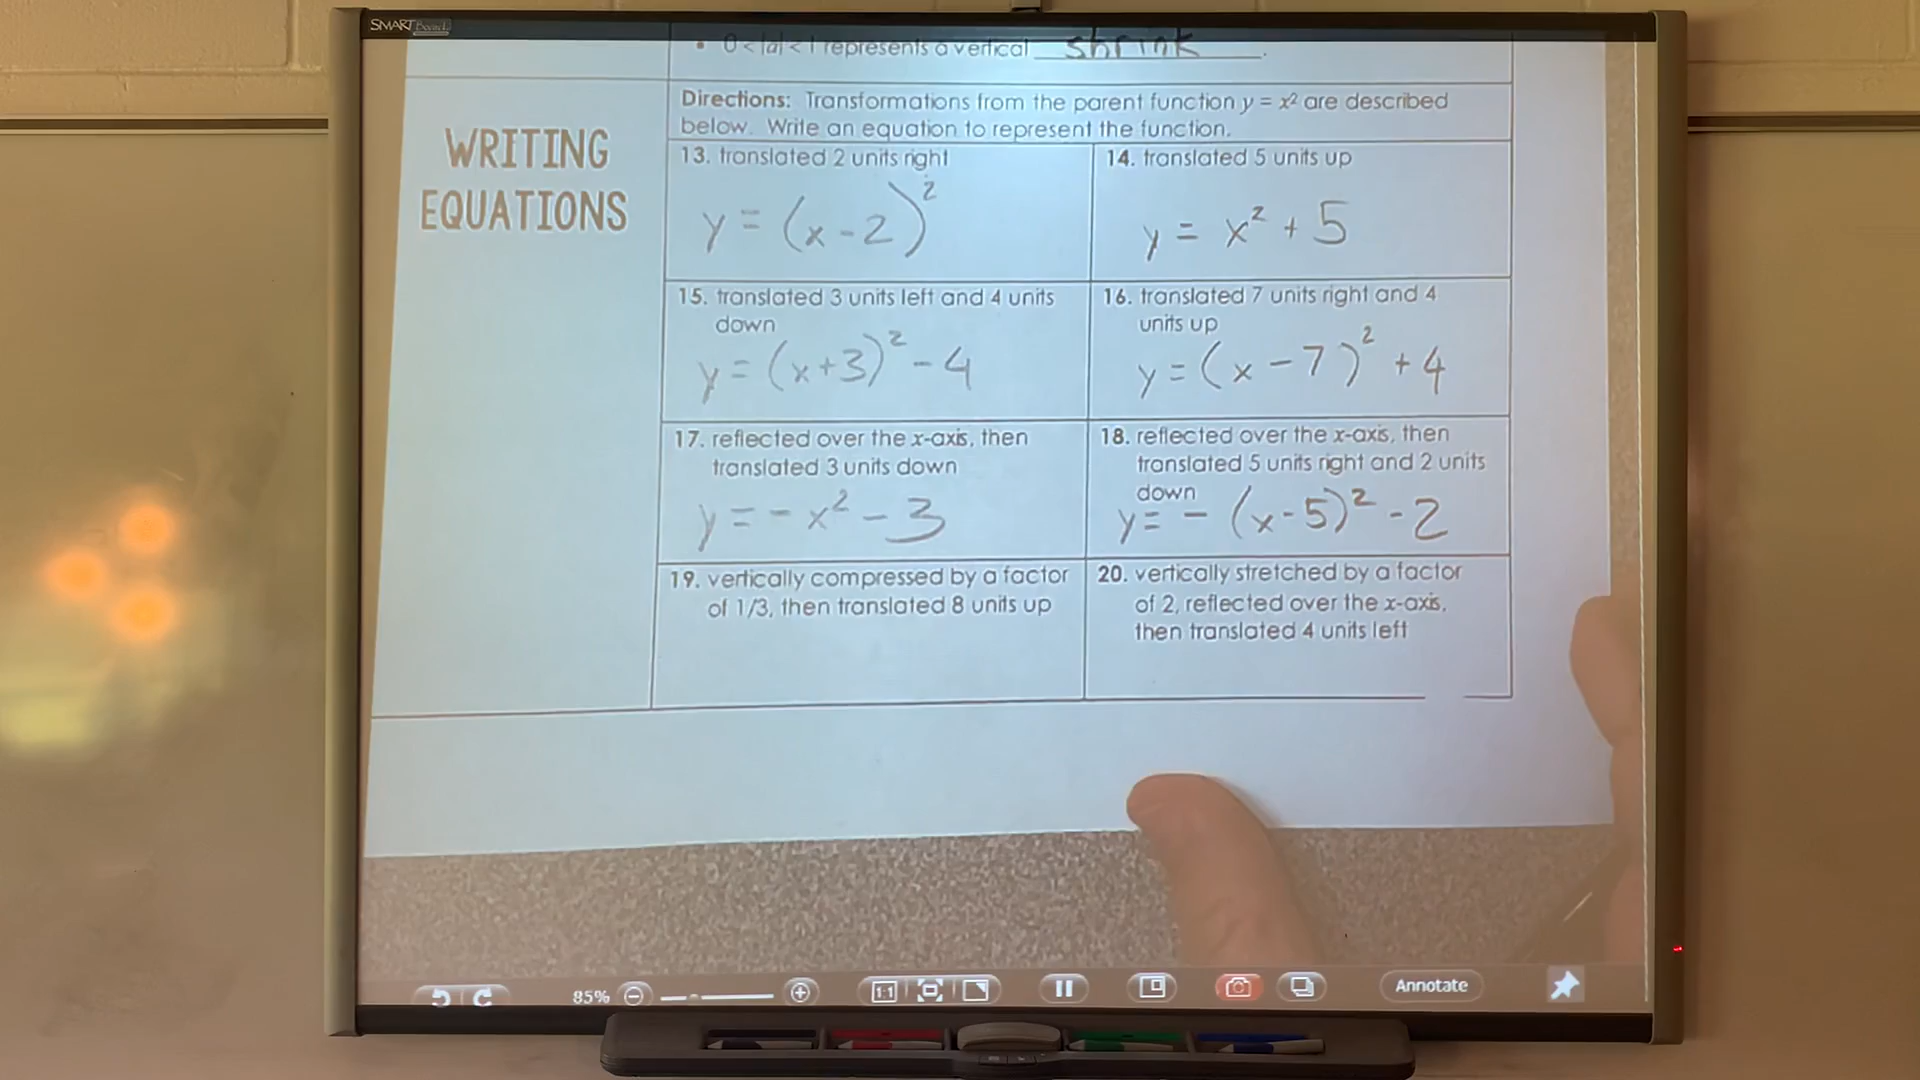 SMART Board
• 0 < |a| < 1 represents a vertical shrink.
WRITING
EQUATIONS
Directions: Transformations from the parent function y = x² are described
below. Write an equation to represent the function.
13. translated 2 units right
y = (x - 2)²
14. translated 5 units up
y = x² + 5
15. translated 3 units left and 4 units
down
y = (x+3)² - 4
16. translated 7 units right and 4
units up
y = (x - 7)² + 4
17. reflected over the x-axis, then
translated 3 units down
y = - x² - 3
18. reflected over the x-axis, then
translated 5 units right and 2 units
down
y = - (x - 5)² - 2
19. vertically compressed by a factor
of 1/3, then translated 8 units up
20. vertically stretched by a factor
of 2, reflected over the x-axis,
then translated 4 units left
85%
1:1
Annotate